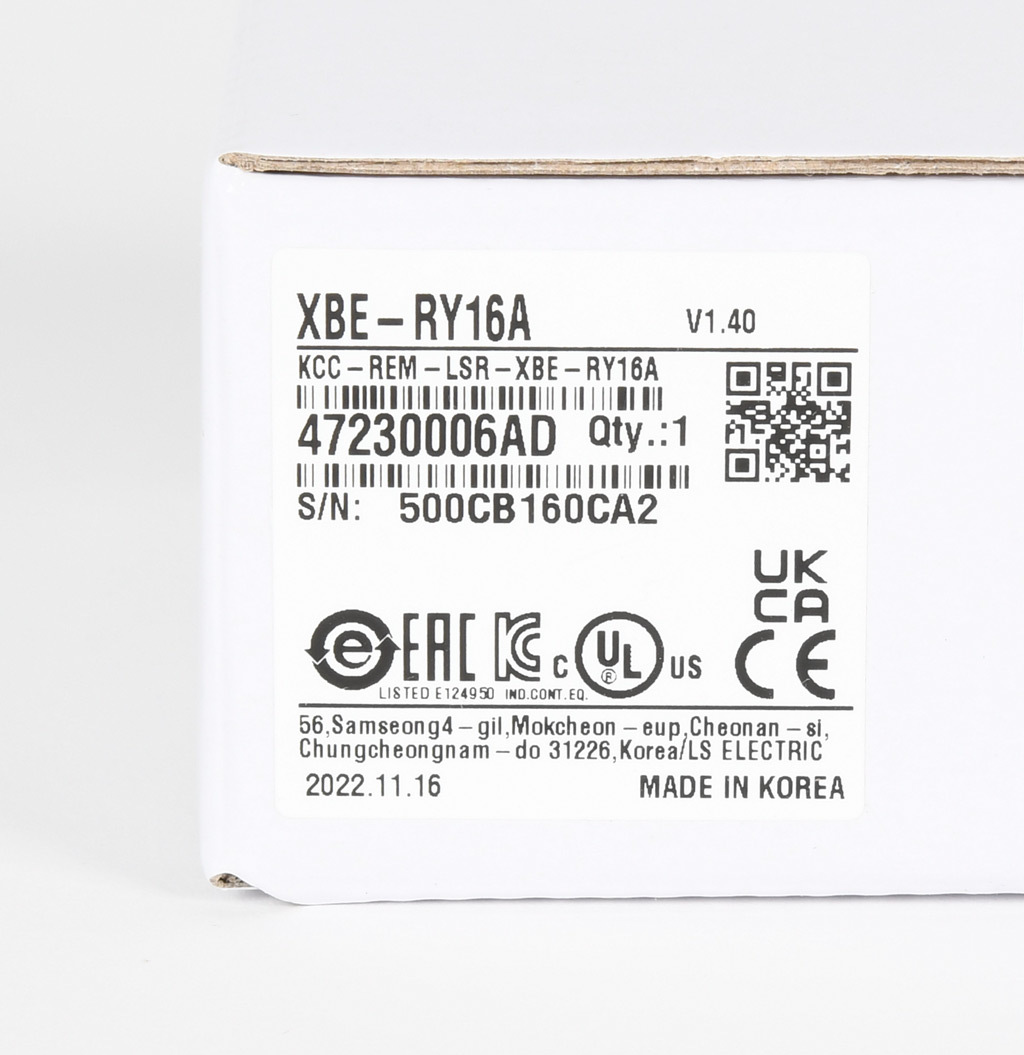 XBE-RY16A V1.40
KCC-REM-LSR-XBE-RY16A
47230006AD Qty.:1
S/N: 500CB160CA2
UK
CA
e EAC KC c UL® US CE
LISTED E124950 IND.CONT.EQ.
56,Samseong4-gil,Mokcheon-eup,Cheonan-si,
Chungcheongnam-do 31226,Korea/LS ELECTRIC
2022.11.16 MADE IN KOREA